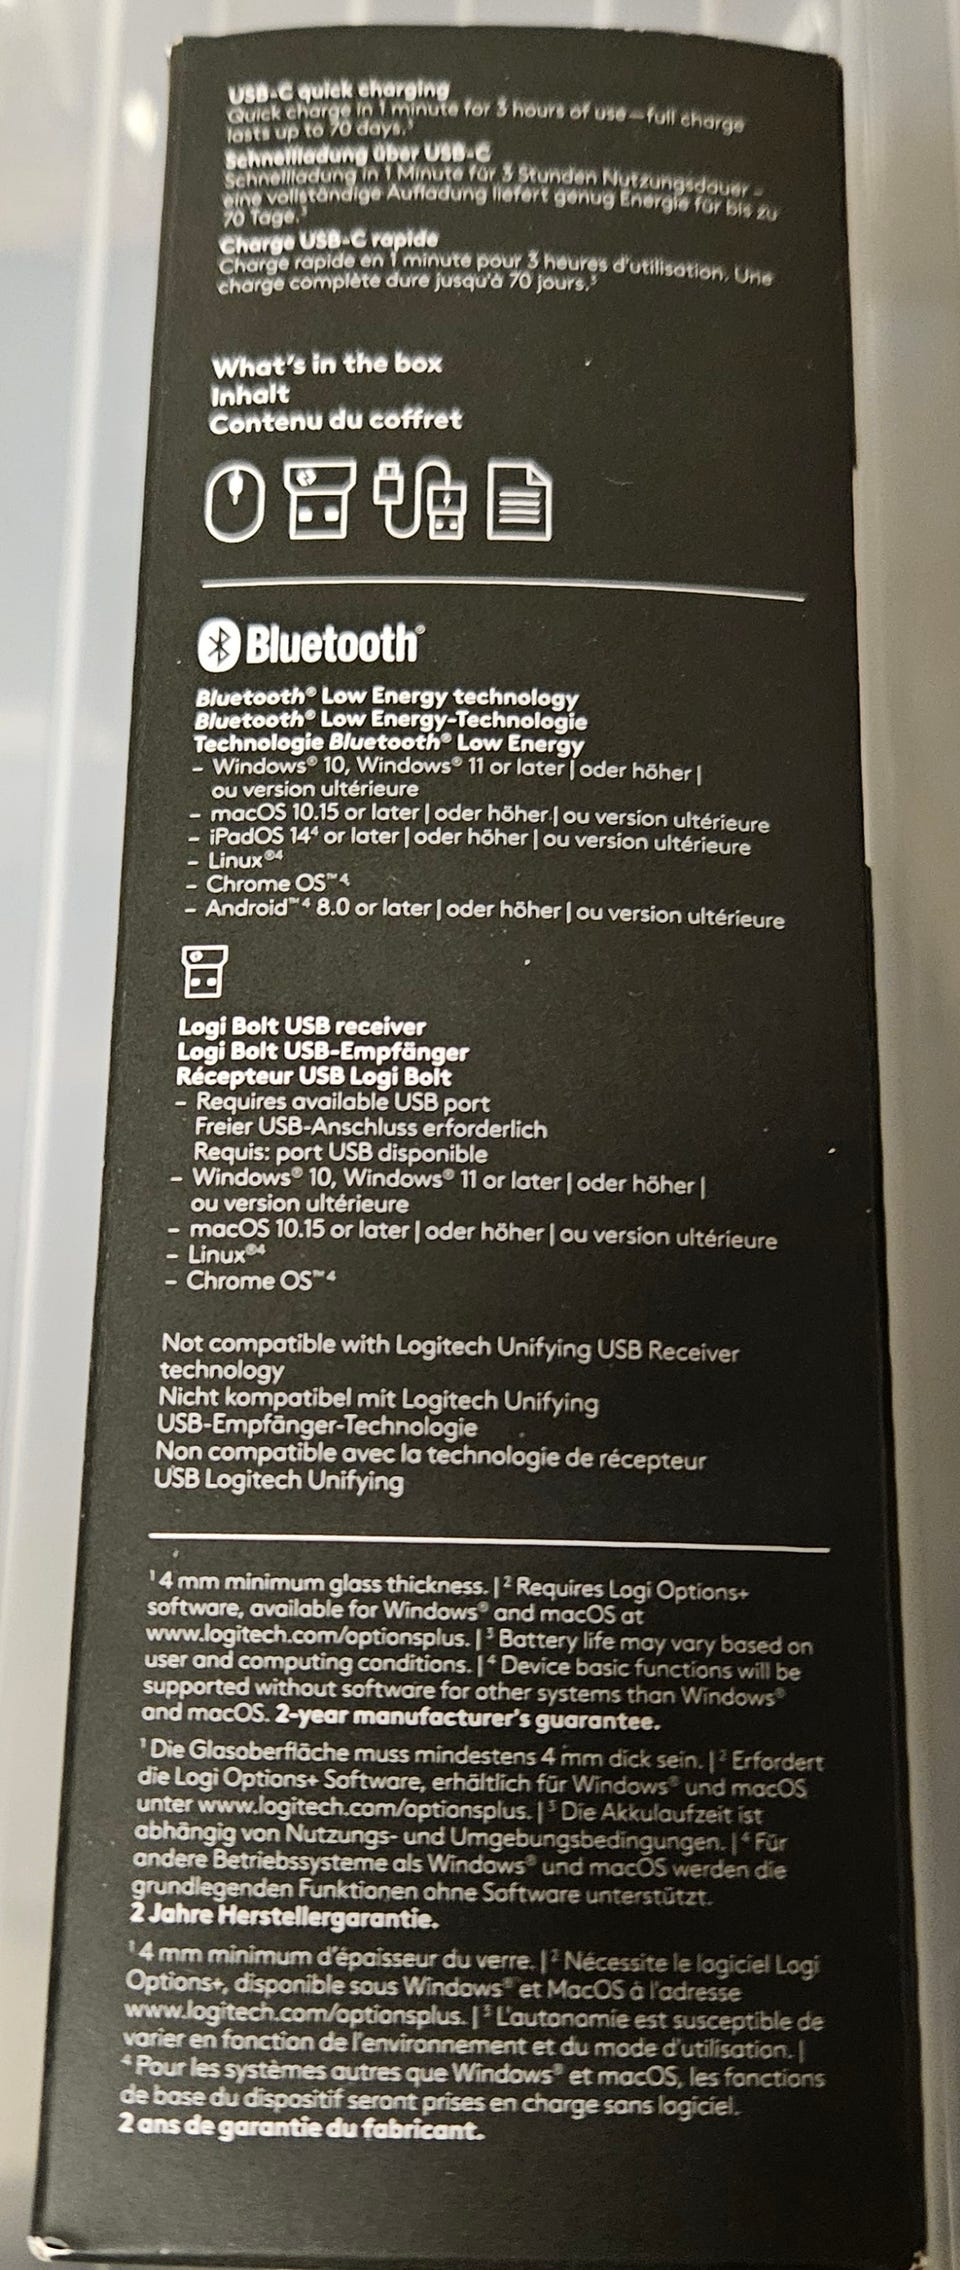 USB-C quick charging
Quick charge in 1 minute for 3 hours of use—full charge
lasts up to 70 days.³
Schnellladung über USB-C
Schnellladung in 1 Minute für 3 Stunden Nutzungsdauer –
eine vollständige Aufladung liefert genug Energie für bis zu
70 Tage.³
Charge USB-C rapide
Charge rapide en 1 minute pour 3 heures d'utilisation. Une
charge complète dure jusqu'à 70 jours.³
What's in the box
Inhalt
Contenu du coffret
Bluetooth®
Bluetooth® Low Energy technology
Bluetooth® Low Energy-Technologie
Technologie Bluetooth® Low Energy
– Windows® 10, Windows® 11 or later | oder höher |
ou version ultérieure
– macOS 10.15 or later | oder höher | ou version ultérieure
– iPadOS 14⁴ or later | oder höher | ou version ultérieure
– Linux®⁴
– Chrome OS™⁴
– Android™⁴ 8.0 or later | oder höher | ou version ultérieure
Logi Bolt USB receiver
Logi Bolt USB-Empfänger
Récepteur USB Logi Bolt
– Requires available USB port
Freier USB-Anschluss erforderlich
Requis: port USB disponible
– Windows® 10, Windows® 11 or later | oder höher |
ou version ultérieure
– macOS 10.15 or later | oder höher | ou version ultérieure
– Linux®⁴
– Chrome OS™⁴
Not compatible with Logitech Unifying USB Receiver
technology
Nicht kompatibel mit Logitech Unifying
USB-Empfänger-Technologie
Non compatible avec la technologie de récepteur
USB Logitech Unifying
¹ 4 mm minimum glass thickness. | ² Requires Logi Options+
software, available for Windows® and macOS at
www.logitech.com/optionsplus. | ³ Battery life may vary based on
user and computing conditions. | ⁴ Device basic functions will be
supported without software for other systems than Windows®
and macOS. 2-year manufacturer's guarantee.
¹ Die Glasoberfläche muss mindestens 4 mm dick sein. | ² Erfordert
die Logi Options+ Software, erhältlich für Windows® und macOS
unter www.logitech.com/optionsplus. | ³ Die Akkulaufzeit ist
abhängig von Nutzungs- und Umgebungsbedingungen. | ⁴ Für
andere Betriebssysteme als Windows® und macOS werden die
grundlegenden Funktionen ohne Software unterstützt.
2 Jahre Herstellergarantie.
¹ 4 mm minimum d'épaisseur du verre. | ² Nécessite le logiciel Logi
Options+, disponible sous Windows® et MacOS à l'adresse
www.logitech.com/optionsplus. | ³ L'autonomie est susceptible de
varier en fonction de l'environnement et du mode d'utilisation. |
⁴ Pour les systèmes autres que Windows® et macOS, les fonctions
de base du dispositif seront prises en charge sans logiciel.
2 ans de garantie du fabricant.